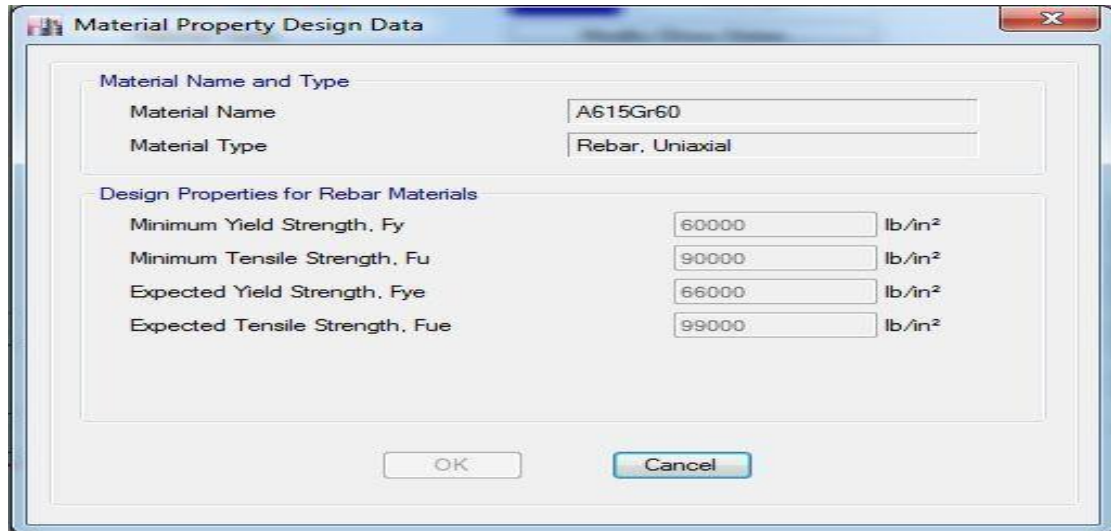 Material Property Design Data
Material Name and Type
Material Name A615Gr60
Material Type Rebar, Uniaxial
Design Properties for Rebar Materials
Minimum Yield Strength, Fy 60000 lb/in²
Minimum Tensile Strength, Fu 90000 lb/in²
Expected Yield Strength, Fye 66000 lb/in²
Expected Tensile Strength, Fue 99000 lb/in²
OK Cancel